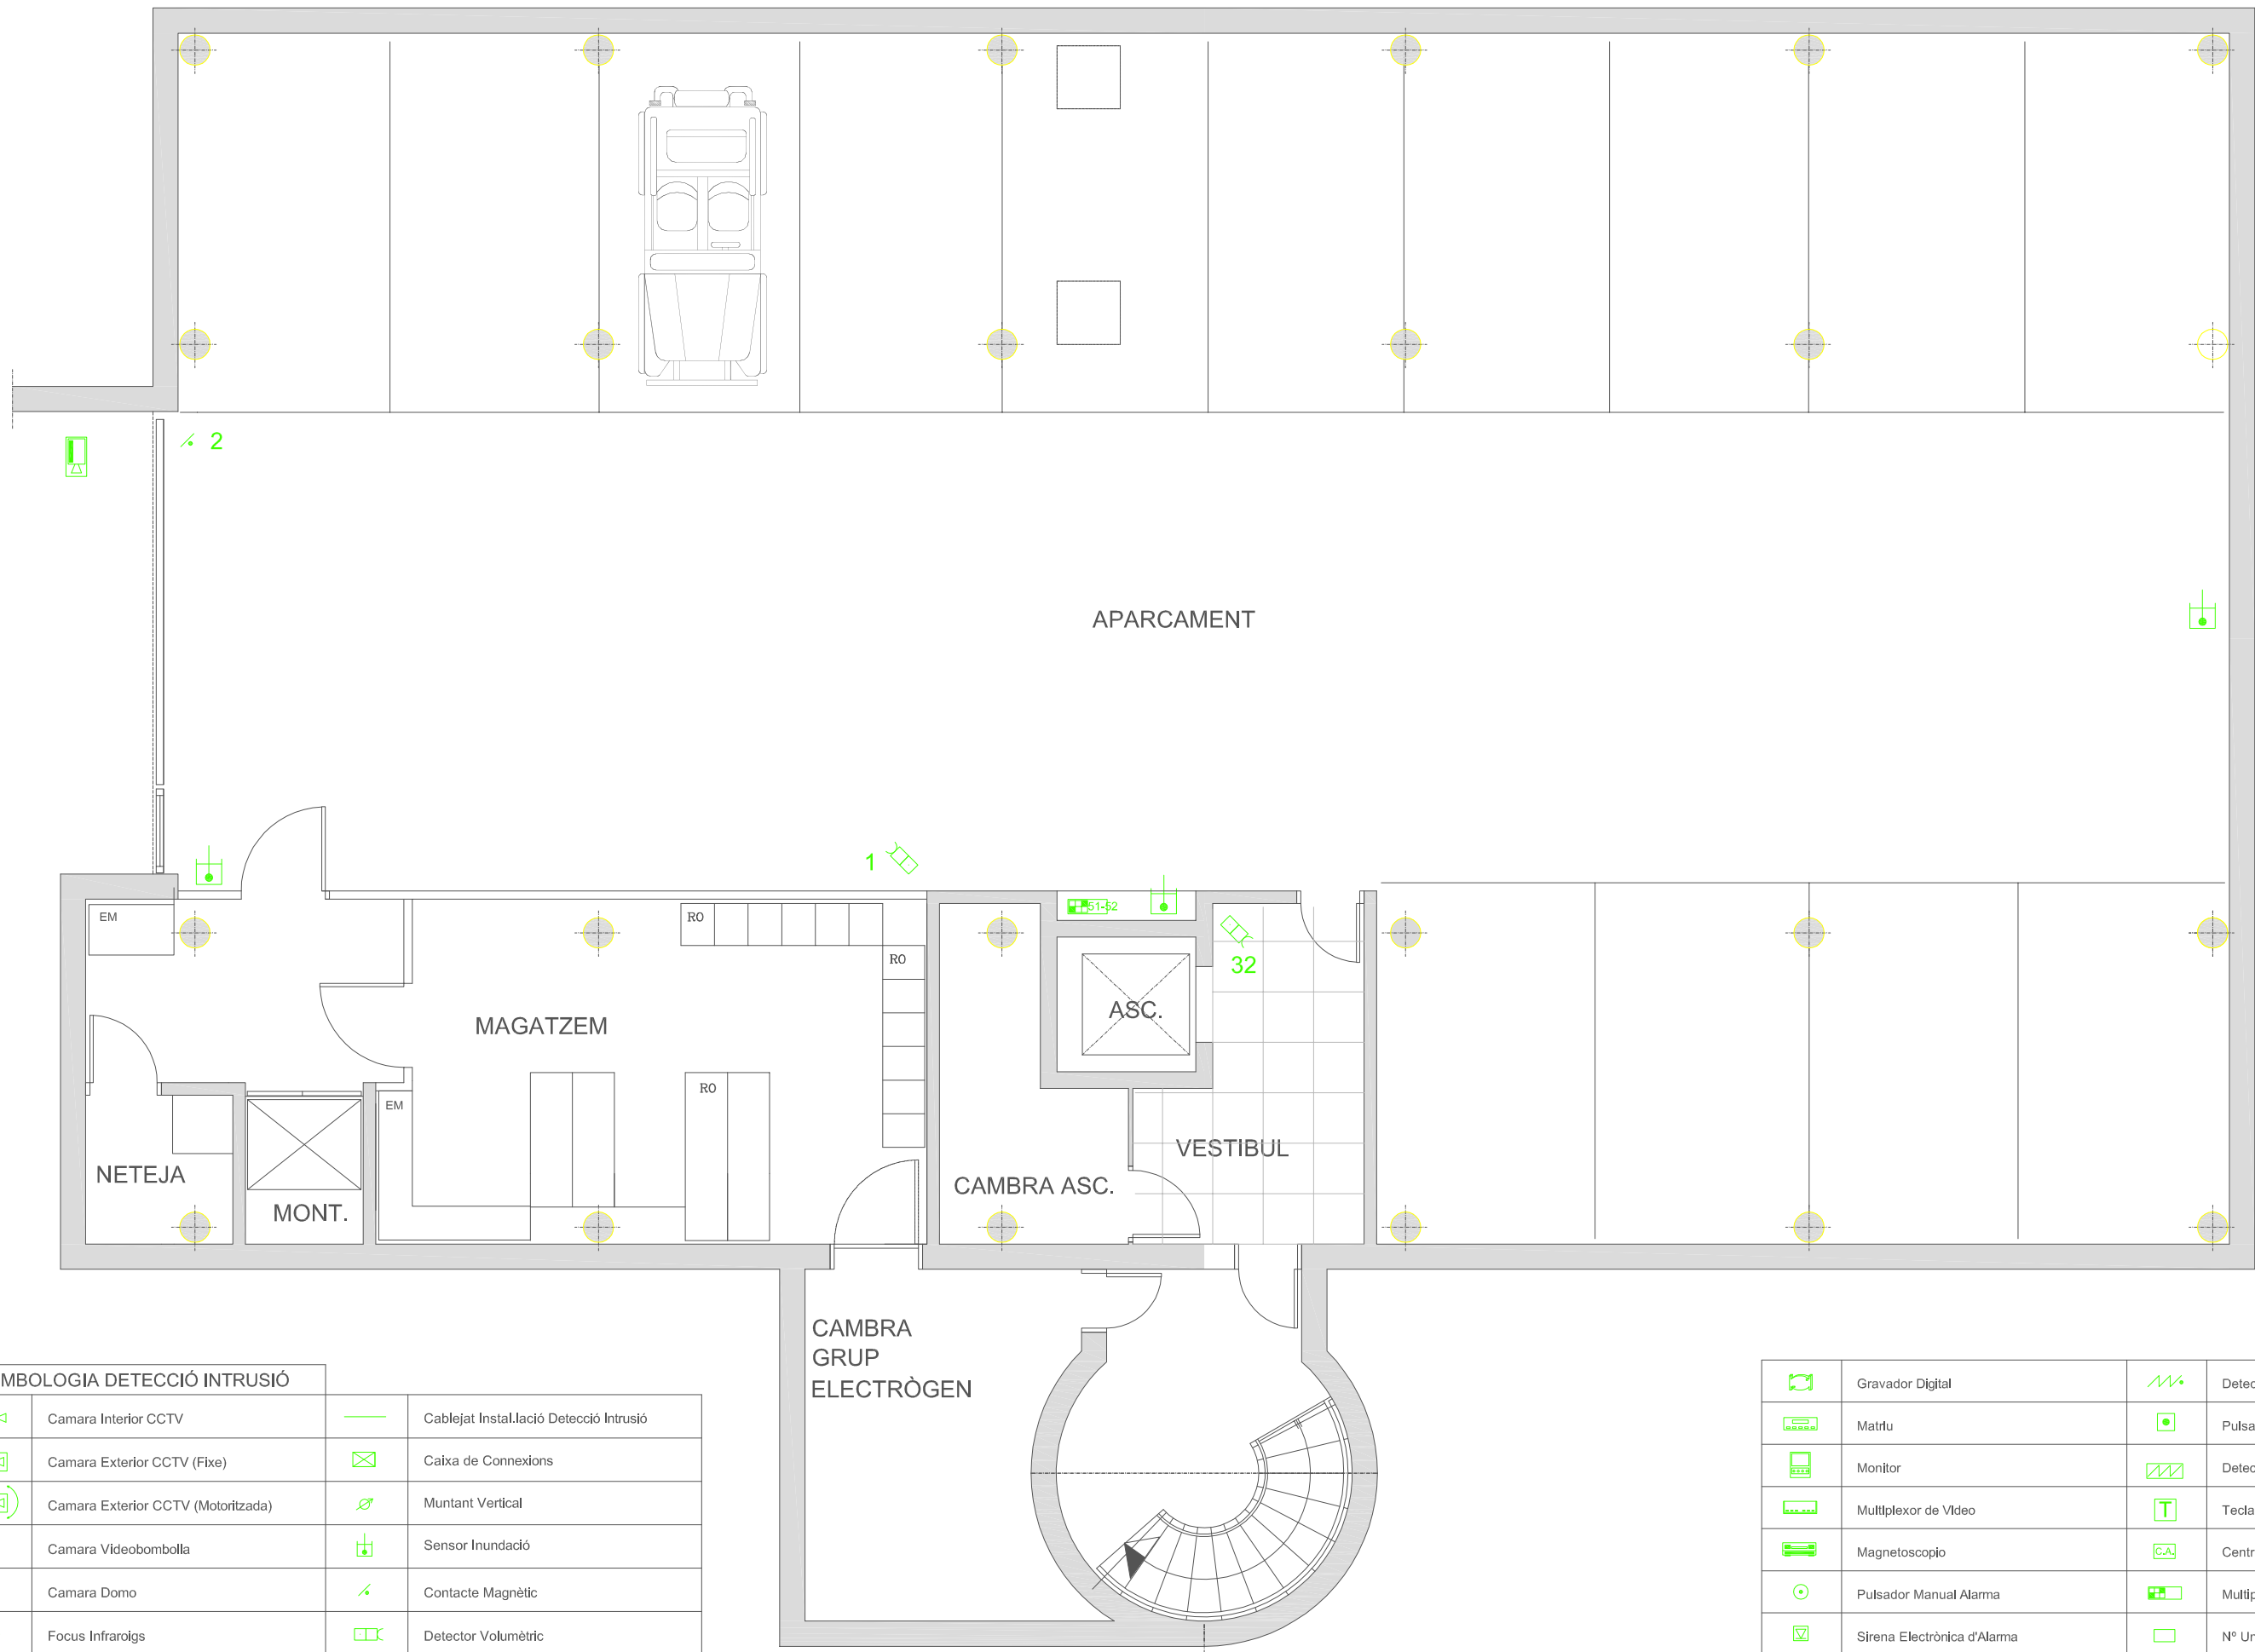 2
APARCAMENT
1
51-52
EM
RO
RO
32
ASC.
MAGATZEM
RO
EM
VESTIBUL
NETEJA
CAMBRA ASC.
MONT.
CAMBRA
GRUP
ELECTRÒGEN
MBOLOGIA DETECCIÓ INTRUSIÓ
Camara Interior CCTV
Cablejat Instal.lació Detecció Intrusió
Camara Exterior CCTV (Fixe)
Caixa de Connexions
Camara Exterior CCTV (Motoritzada)
Muntant Vertical
Camara Videobombolla
Sensor Inundació
Camara Domo
Contacte Magnètic
Focus Infraroigs
Detector Volumètric
Gravador Digital
Detec
Matriu
Pulsa
Monitor
Detec
Multiplexor de Video
T
Tecla
Magnetoscopio
C.A.
Centr
Pulsador Manual Alarma
Multip
Sirena Electrònica d'Alarma
Nº Un